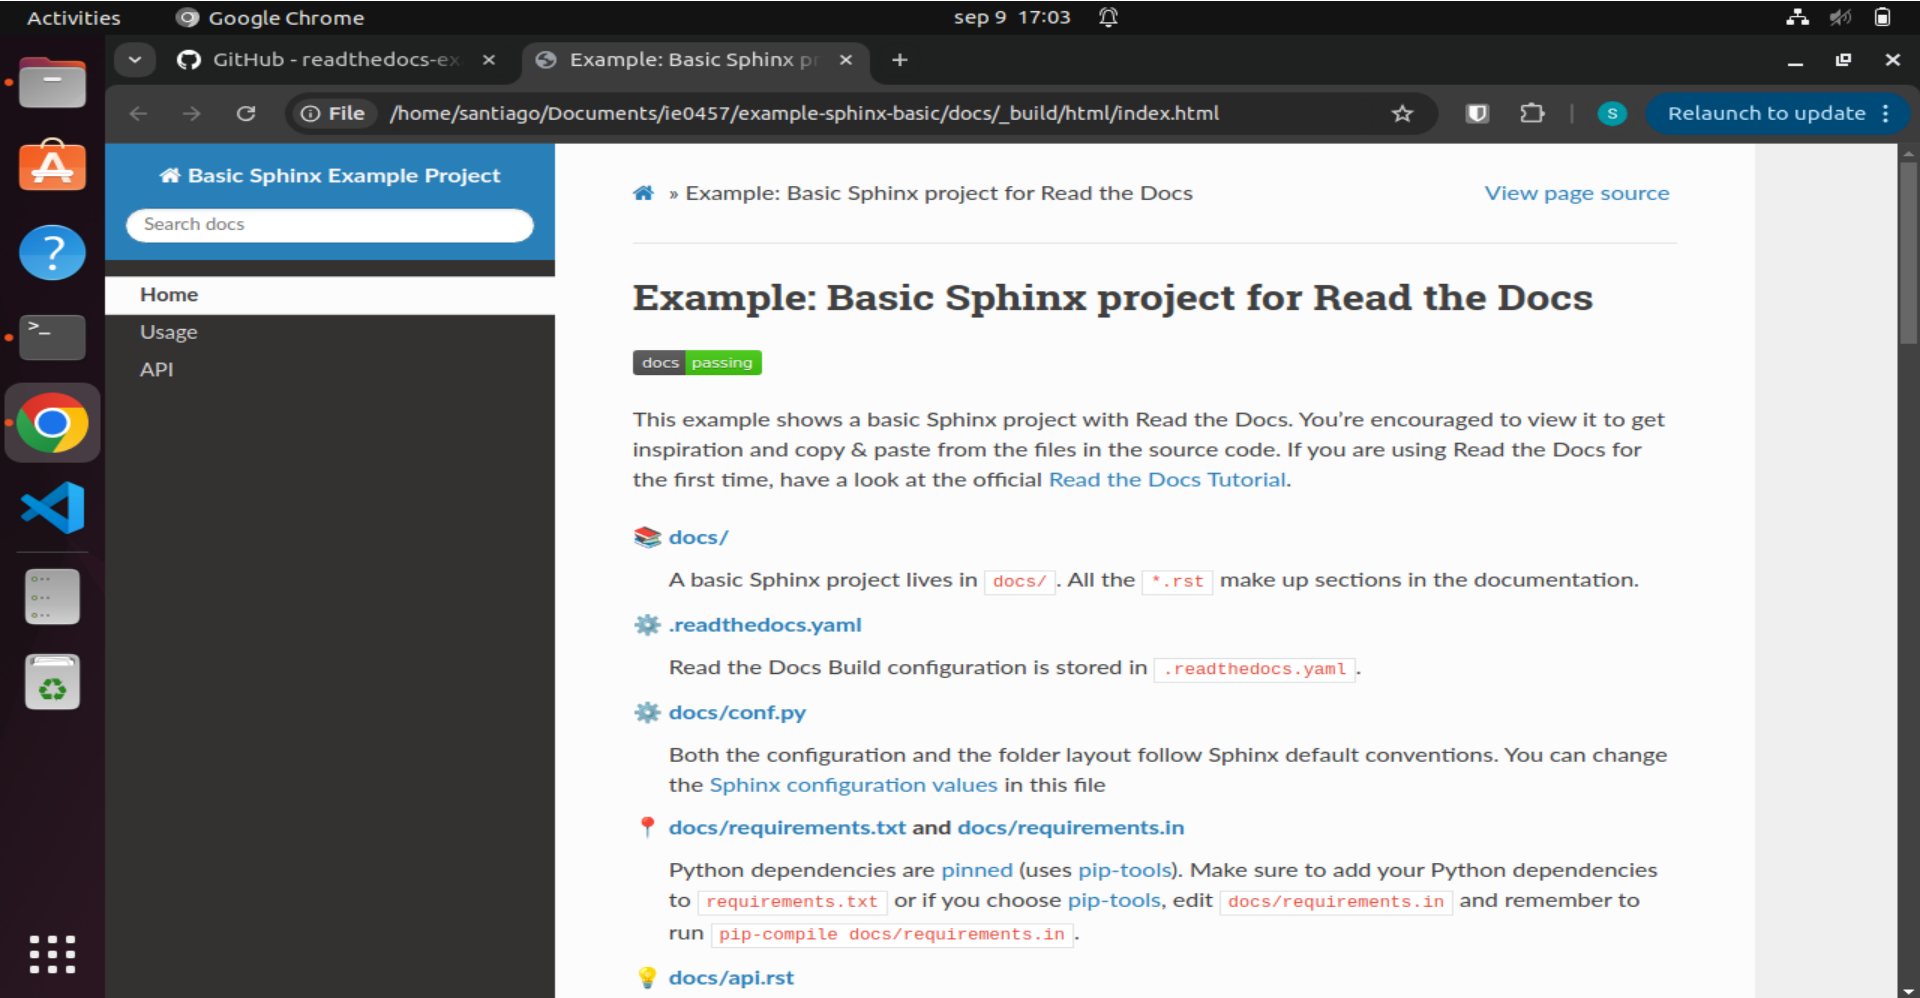 Activities
Google Chrome
sep 9 17:03
GitHub - readthedocs-ex
Example: Basic Sphinx pr
File
/home/santiago/Documents/ie0457/example-sphinx-basic/docs/_build/html/index.html
S
Relaunch to update
Basic Sphinx Example Project
Search docs
Home
Usage
API
» Example: Basic Sphinx project for Read the Docs
View page source
Example: Basic Sphinx project for Read the Docs
docs passing
This example shows a basic Sphinx project with Read the Docs. You’re encouraged to view it to get
inspiration and copy & paste from the files in the source code. If you are using Read the Docs for
the first time, have a look at the official Read the Docs Tutorial.
📚 docs/
A basic Sphinx project lives in docs/. All the *.rst make up sections in the documentation.
⚙️ .readthedocs.yaml
Read the Docs Build configuration is stored in .readthedocs.yaml.
⚙️ docs/conf.py
Both the configuration and the folder layout follow Sphinx default conventions. You can change
the Sphinx configuration values in this file
📍 docs/requirements.txt and docs/requirements.in
Python dependencies are pinned (uses pip-tools). Make sure to add your Python dependencies
to requirements.txt or if you choose pip-tools, edit docs/requirements.in and remember to
run pip-compile docs/requirements.in.
💡 docs/api.rst